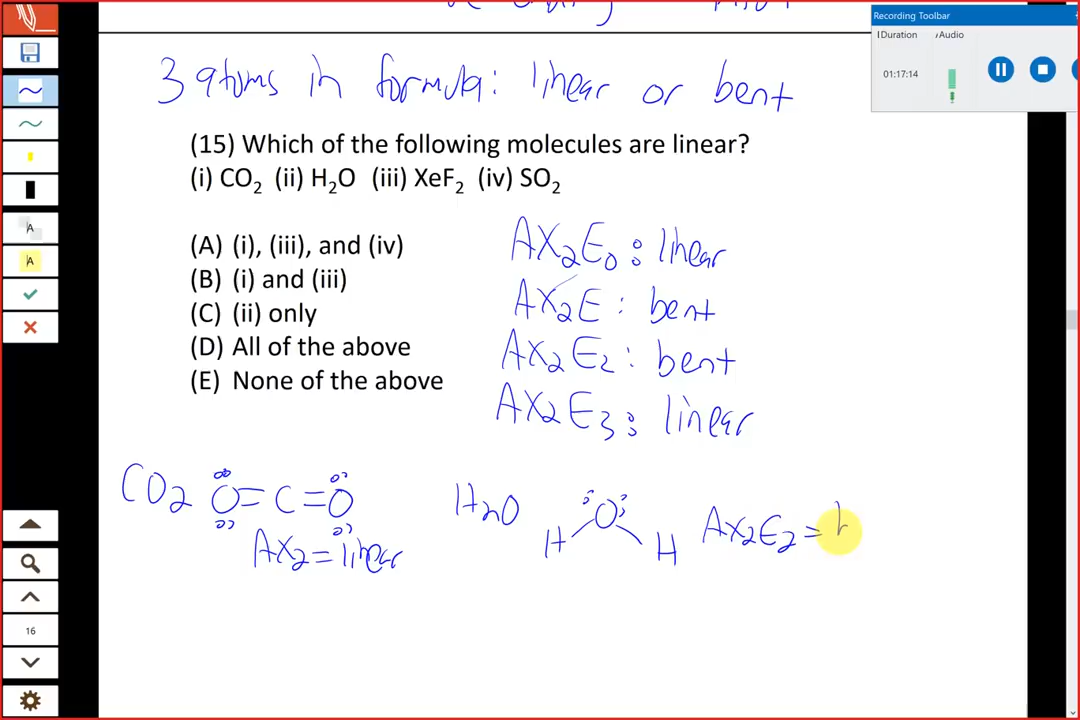 Recording Toolbar
Duration
Audio
01:17:14
3 atoms in formula: linear or bent
(15) Which of the following molecules are linear?
(i) CO2 (ii) H2O (iii) XeF2 (iv) SO2
(A) (i), (iii), and (iv)
(B) (i) and (iii)
(C) (ii) only
(D) All of the above
(E) None of the above
AX2E0: linear
AX2E: bent
AX2E2: bent
AX2E3: linear
CO2 O=C=O
AX2=linear
H2O
O
H H
AX2E2=
A
A
16